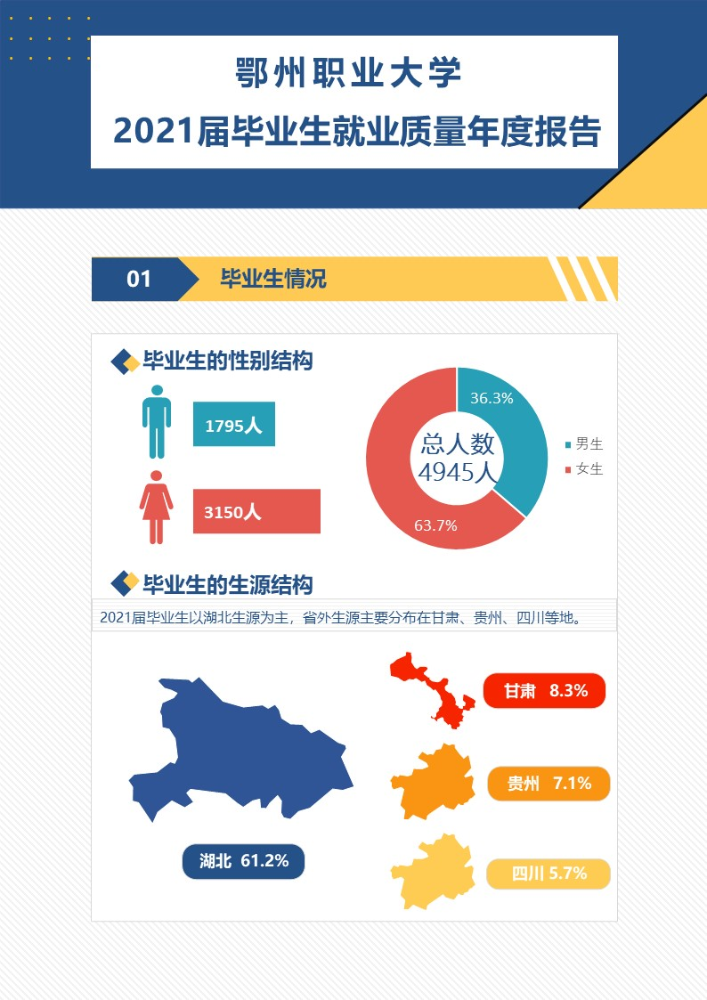 鄂州职业大学
2021届毕业生就业质量年度报告
01 毕业生情况
毕业生的性别结构
1795人
3150人
36.3%
总人数
4945人
63.7%
男生
女生
毕业生的生源结构
2021届毕业生以湖北生源为主，省外生源主要分布在甘肃、贵州、四川等地。
甘肃 8.3%
贵州 7.1%
湖北 61.2%
四川 5.7%